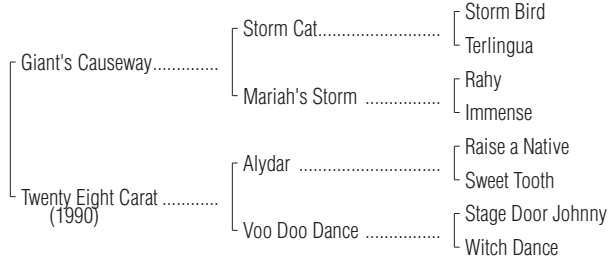 Storm Bird
Storm Cat..........................
Terlingua
Giant's Causeway..............
Rahy
Mariah's Storm ................
Immense
Raise a Native
Alydar ..............................
Sweet Tooth
Twenty Eight Carat ............
(1990)
Stage Door Johnny
Voo Doo Dance ................
Witch Dance